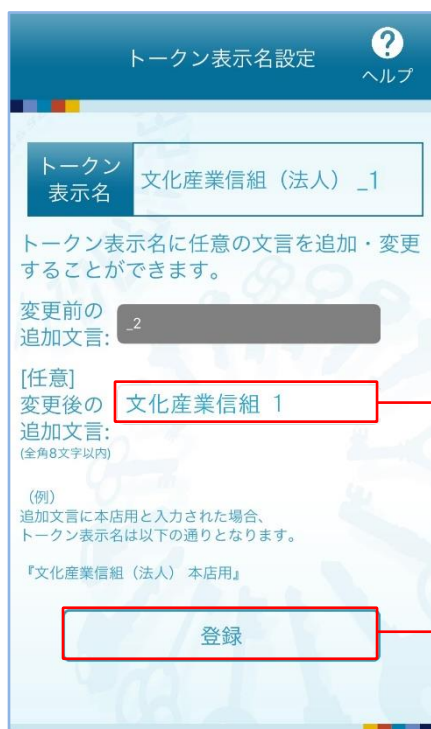 トークン表示名設定
?
ヘルプ
トークン
表示名
文化産業信組（法人）_1
トークン表示名に任意の文言を追加・変更
することができます。
変更前の
追加文言:
_2
[任意]
変更後の
追加文言:
(全角8文字以内)
文化産業信組 1
（例）
追加文言に本店用と入力された場合、
トークン表示名は以下の通りとなります。
『文化産業信組（法人） 本店用』
登録